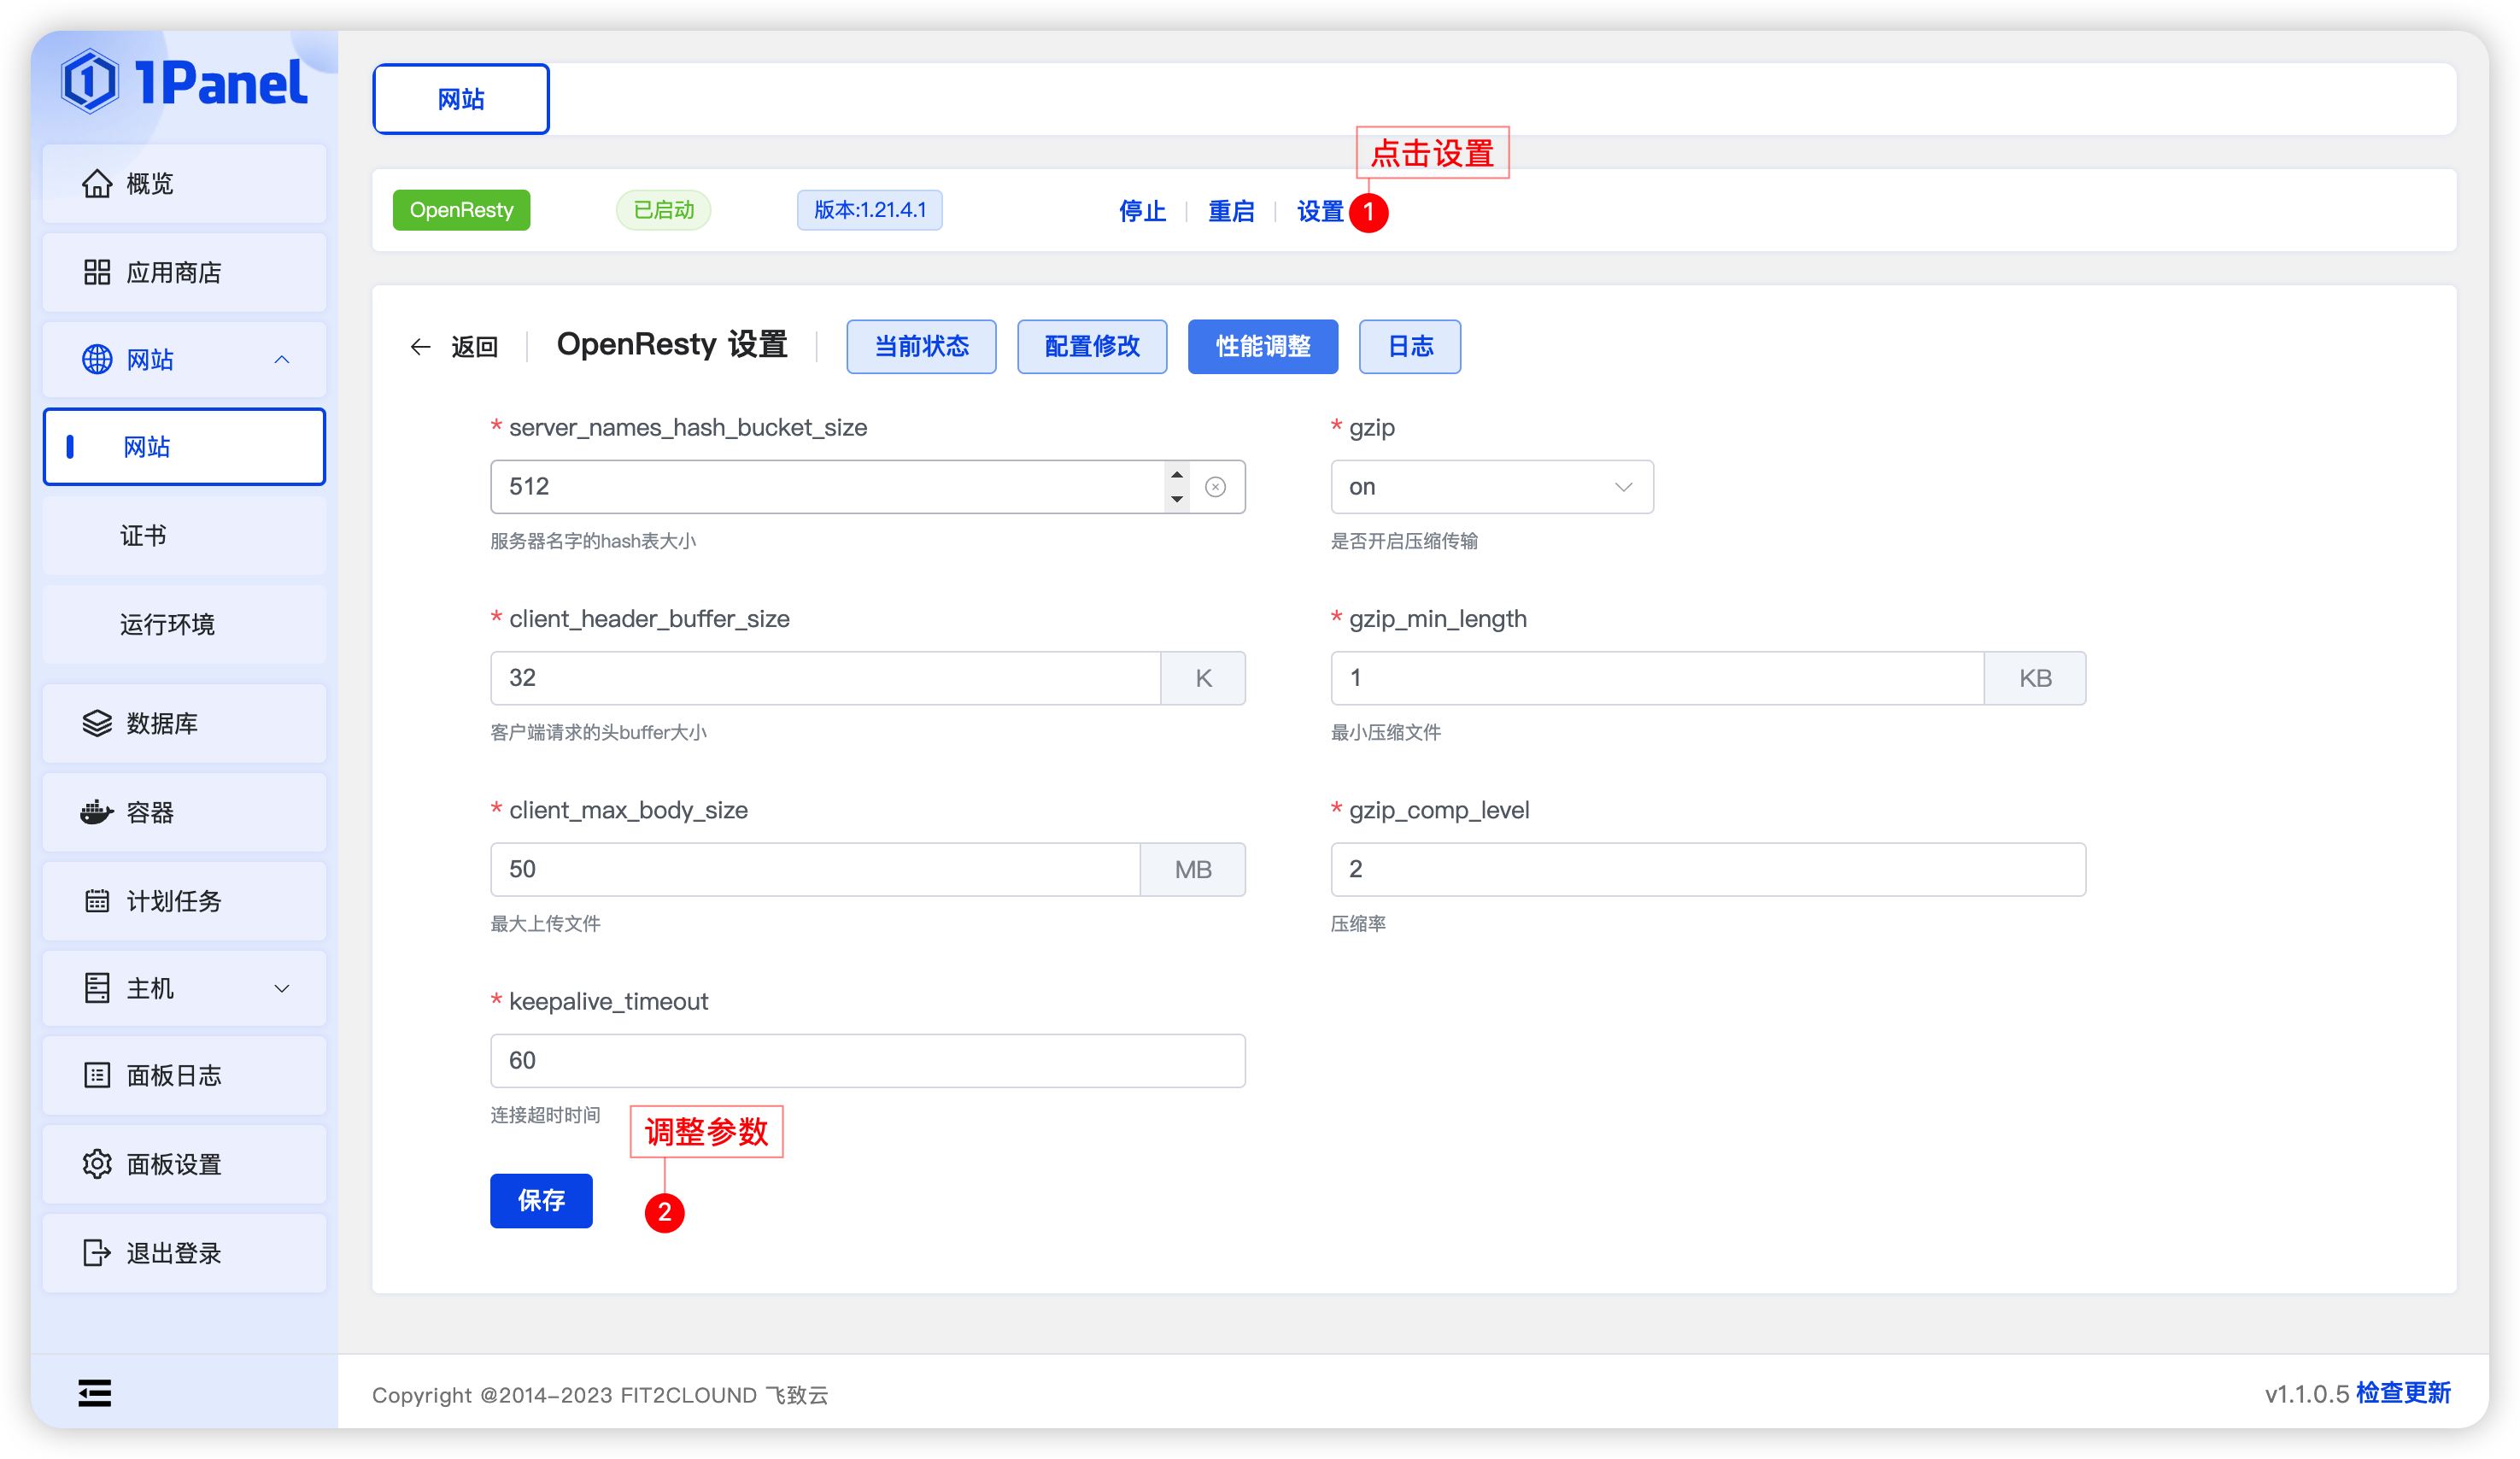 1Panel
概览
应用商店
网站
网站
证书
运行环境
数据库
容器
计划任务
主机
面板日志
面板设置
退出登录
网站
点击设置
OpenResty 已启动 版本:1.21.4.1 停止 重启 设置 1
返回 OpenResty 设置 当前状态 配置修改 性能调整 日志
* server_names_hash_bucket_size
512
服务器名字的hash表大小
* gzip
on
是否开启压缩传输
* client_header_buffer_size
32 K
客户端请求的头buffer大小
* gzip_min_length
1 KB
最小压缩文件
* client_max_body_size
50 MB
最大上传文件
* gzip_comp_level
2
压缩率
* keepalive_timeout
60
连接超时时间
调整参数
保存
2
Copyright @2014-2023 FIT2CLOUND 飞致云
v1.1.0.5 检查更新